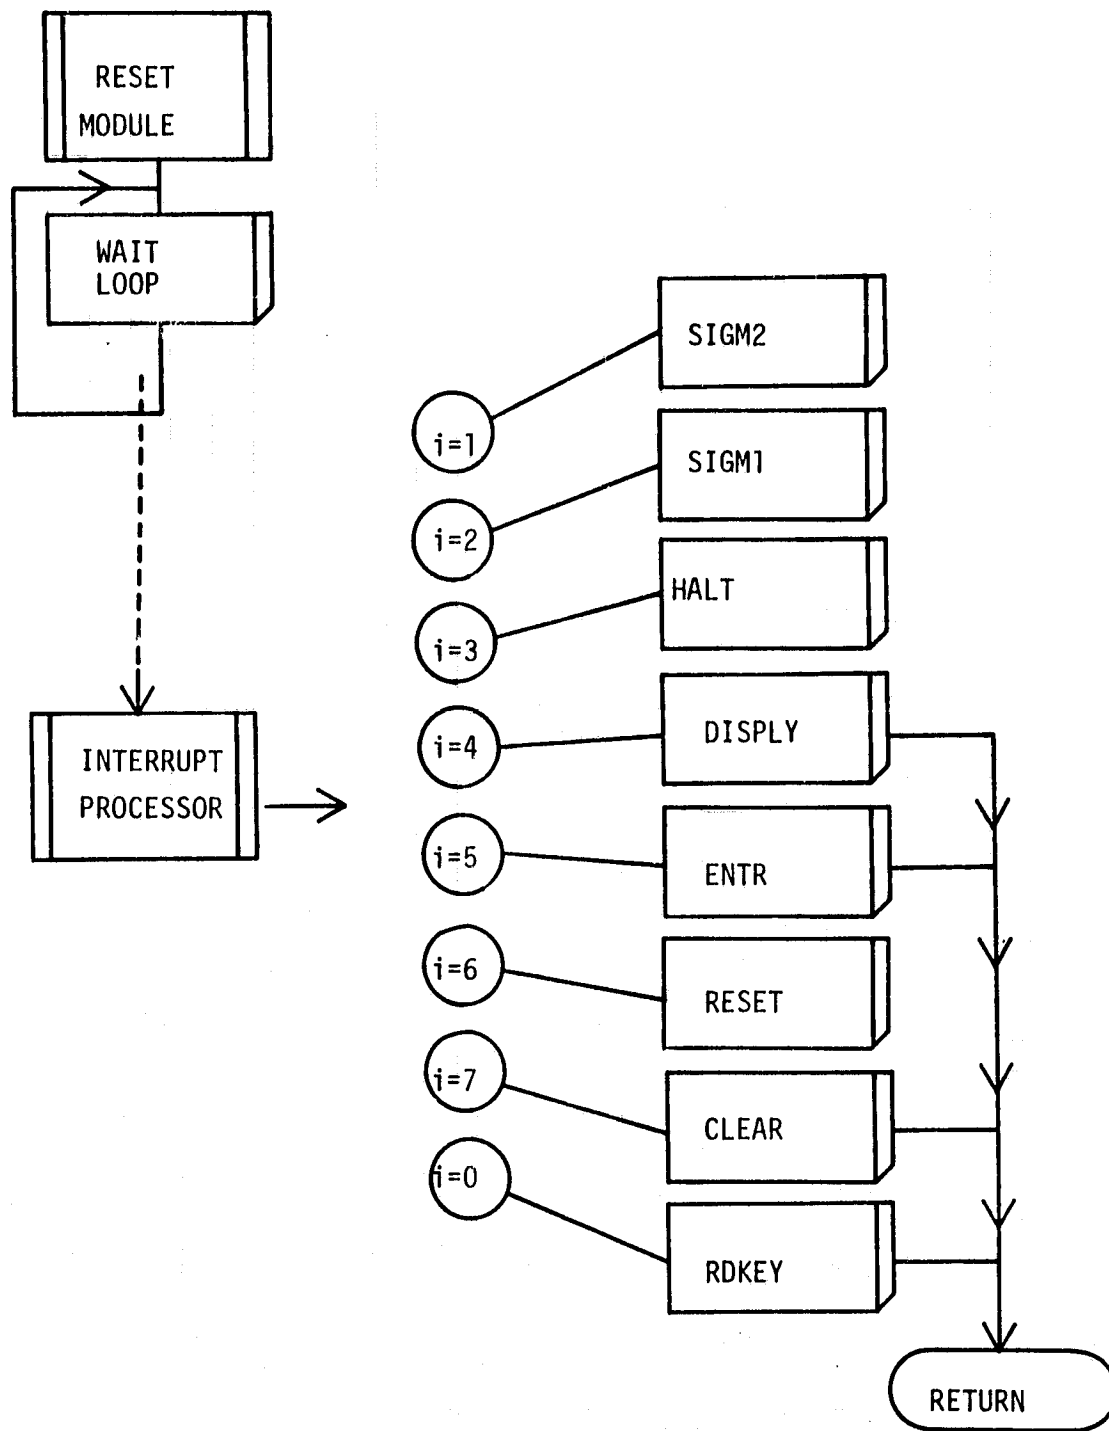 RESET
MODULE
WAIT
LOOP
INTERRUPT
PROCESSOR
i=1
SIGM2
i=2
SIGM1
i=3
HALT
i=4
DISPLY
i=5
ENTR
i=6
RESET
i=7
CLEAR
i=0
RDKEY
RETURN